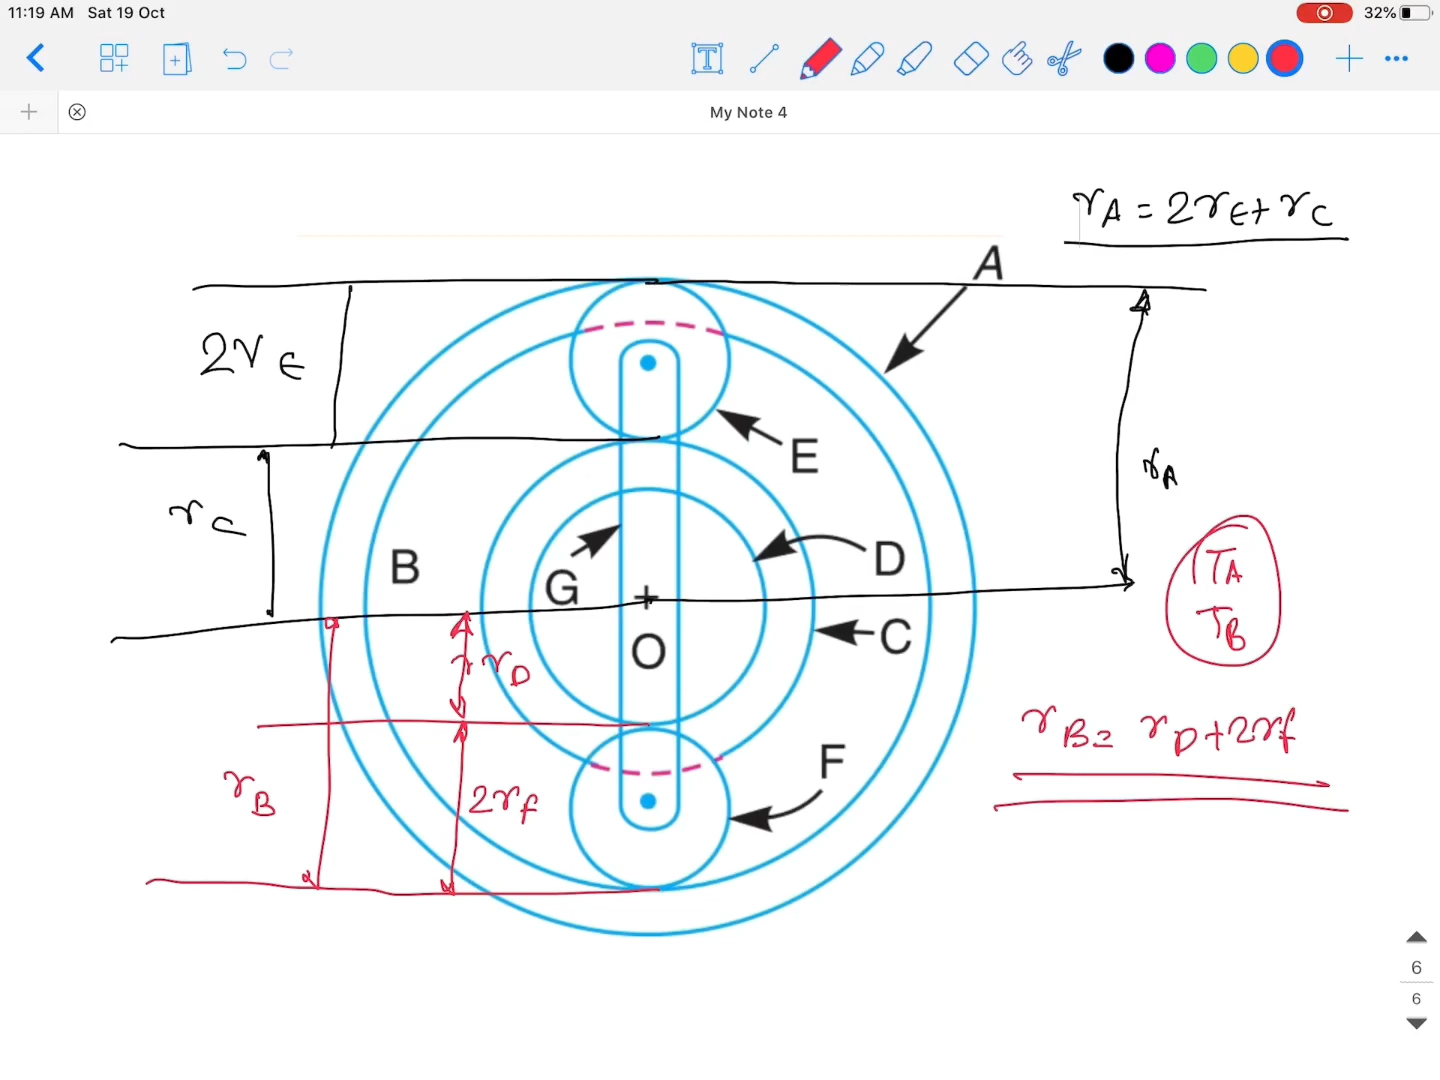 11:19 AM Sat 19 Oct
32%
My Note 4
T
rA = 2rE + rC
A
2rE
E
rA
rC
B
G
D
TA
TB
O
C
rD
rB = rD + 2rf
F
rB
2rf
6
6